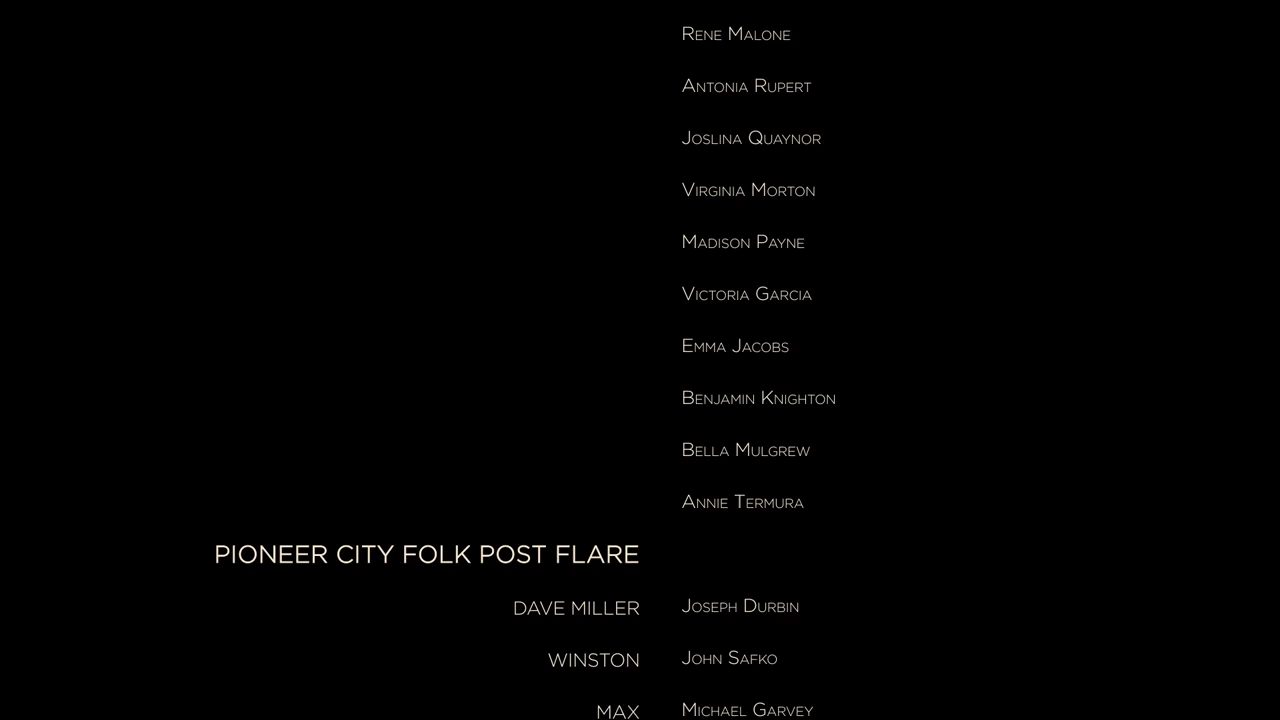 Rene Malone
Antonia Rupert
Joslina Quaynor
Virginia Morton
Madison Payne
Victoria Garcia
Emma Jacobs
Benjamin Knighton
Bella Mulgrew
Annie Termura
PIONEER CITY FOLK POST FLARE
DAVE MILLER Joseph Durbin
WINSTON John Safko
MAX Michael Garvey